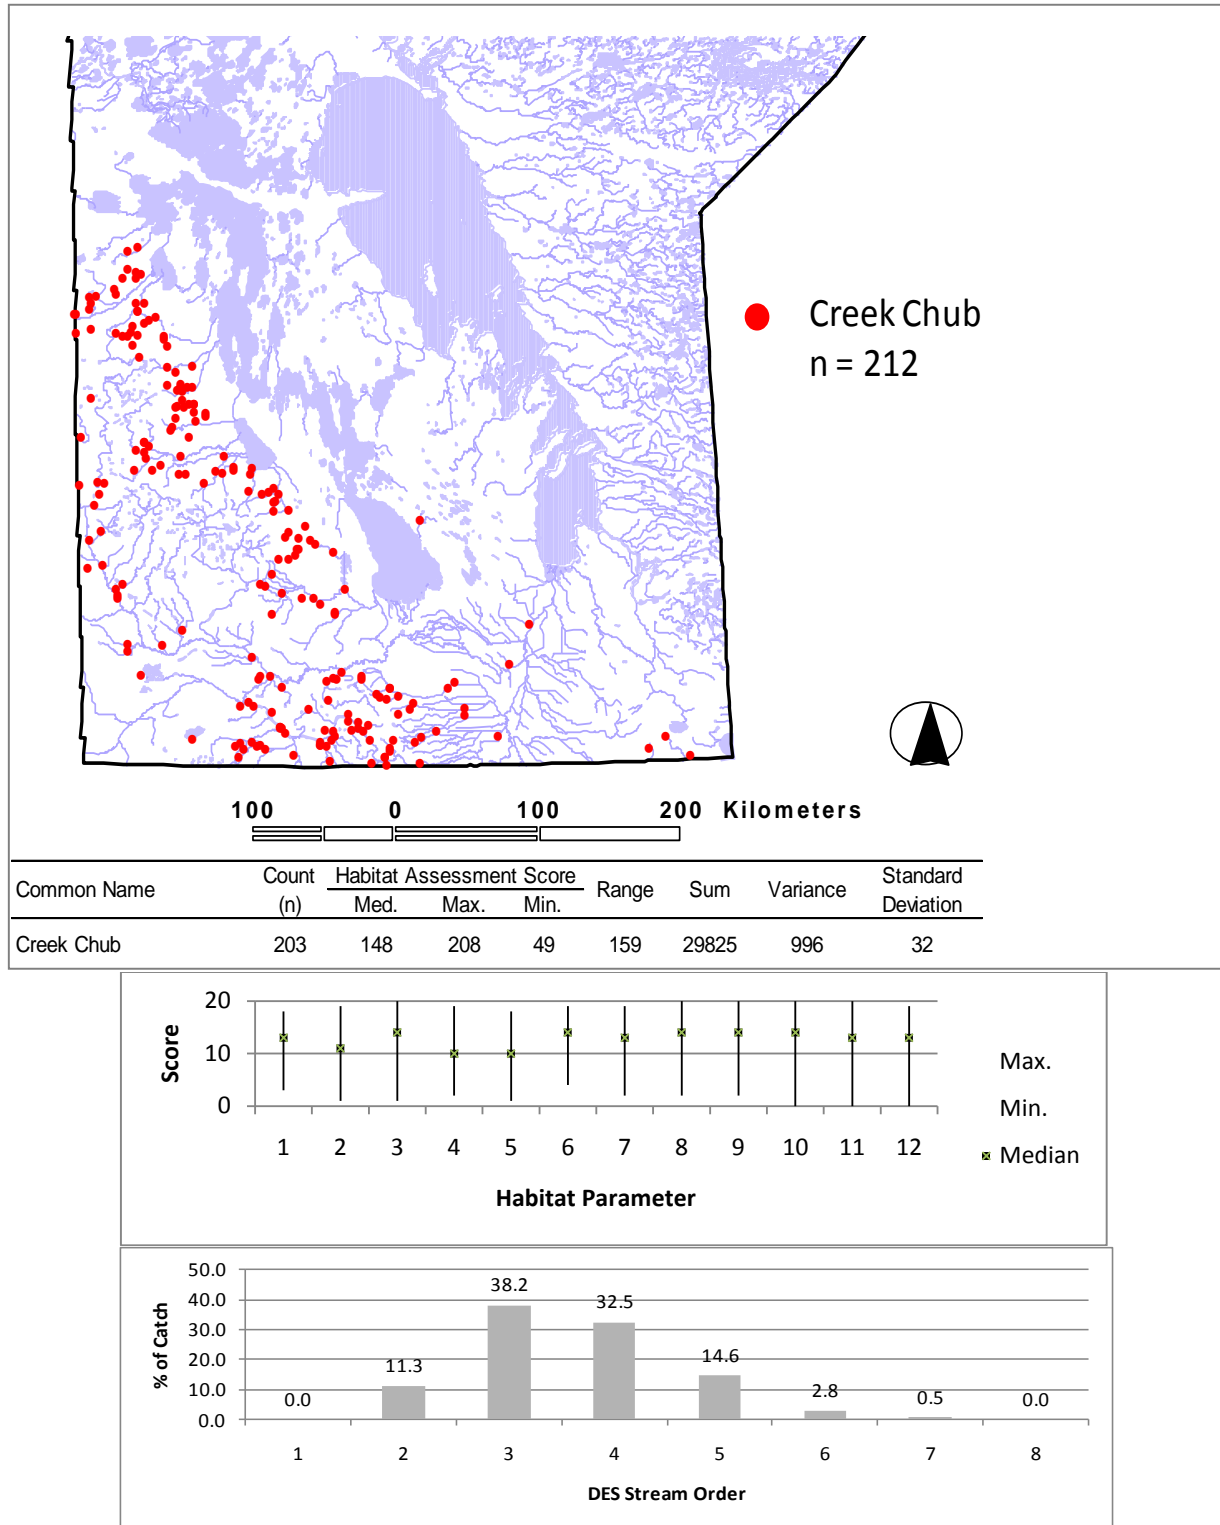 Creek Chub
n = 212
100 0 100 200 Kilometers
Common Name Count (n) Habitat Assessment Score Med. Max. Min. Range Sum Variance Standard Deviation
Creek Chub 203 148 208 49 159 29825 996 32
Score
20
10
0
1 2 3 4 5 6 7 8 9 10 11 12
Habitat Parameter
Max.
Min.
Median
% of Catch
50.0
40.0
30.0
20.0
10.0
0.0
0.0 11.3 38.2 32.5 14.6 2.8 0.5 0.0
1 2 3 4 5 6 7 8
DES Stream Order